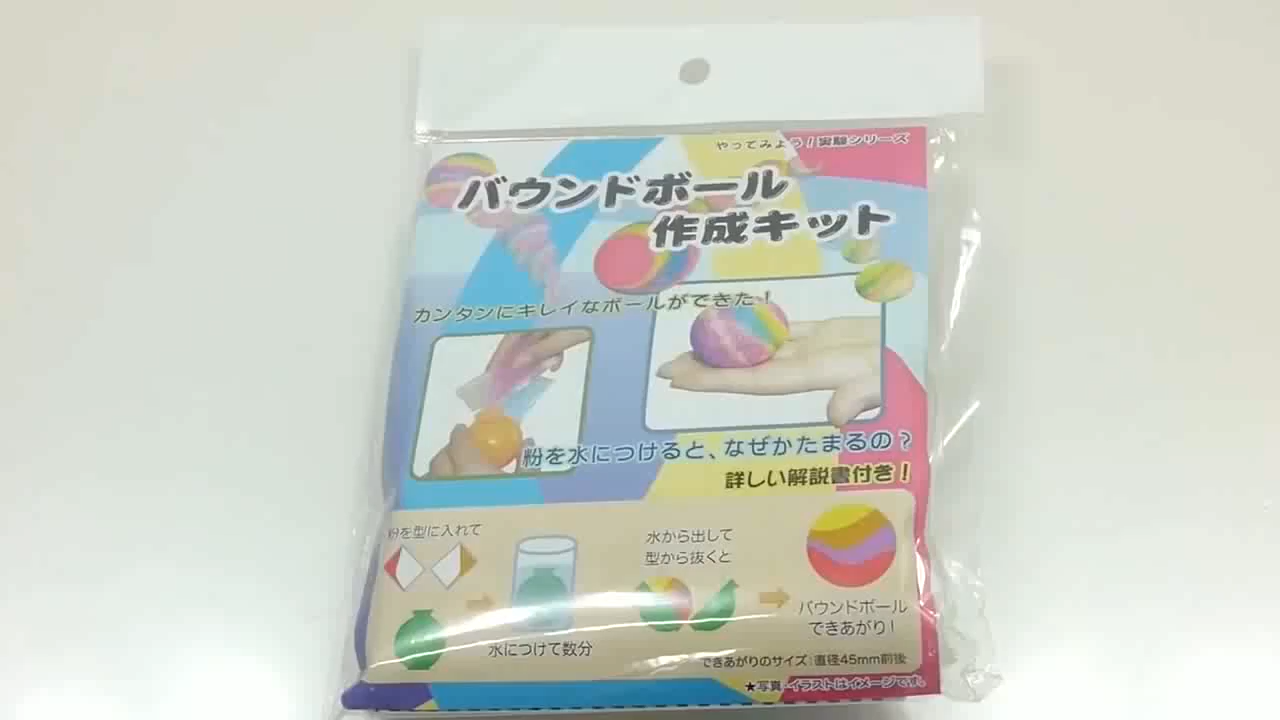 やってみよう!実験シリーズ
バウンドボール
作成キット
カンタンにキレイなボールができた!
粉を水につけると、なぜかたまるの?
詳しい解説書付き!
粉を型に入れて
水につけて数分
水から出して
型から抜くと
バウンドボール
できあがり!
できあがりのサイズ:直径45mm前後
★写真・イラストはイメージです。